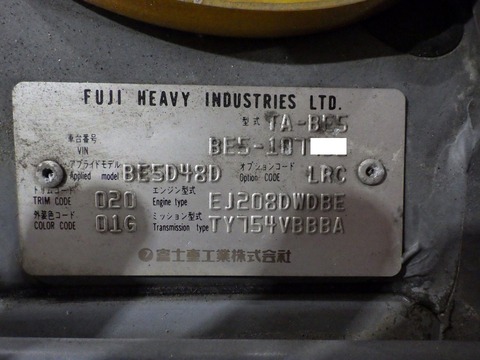 FUJI HEAVY INDUSTRIES LTD.
型式 TA-BE5
車台番号 VIN BE5-107
アプライドモデル Applied model BE5D48D オプションコード Option CODE LRC
トリムコード TRIM CODE 020 エンジン型式 Engine type EJ208DWDBE
外装色コード COLOR CODE 01G ミッション型式 Transmission type TY754VBBBA
富士重工業株式会社